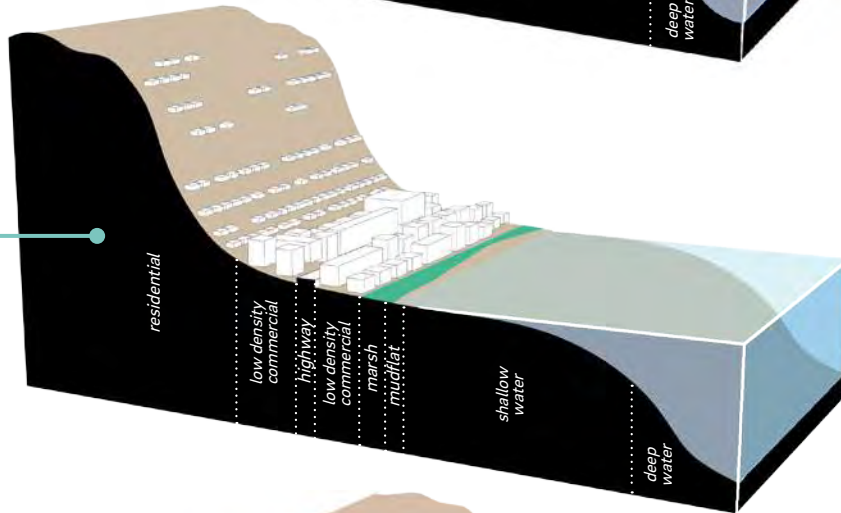 deep
water
residential
low density
commercial
highway
low density
commercial
marsh
mudflat
shallow
water
deep
water